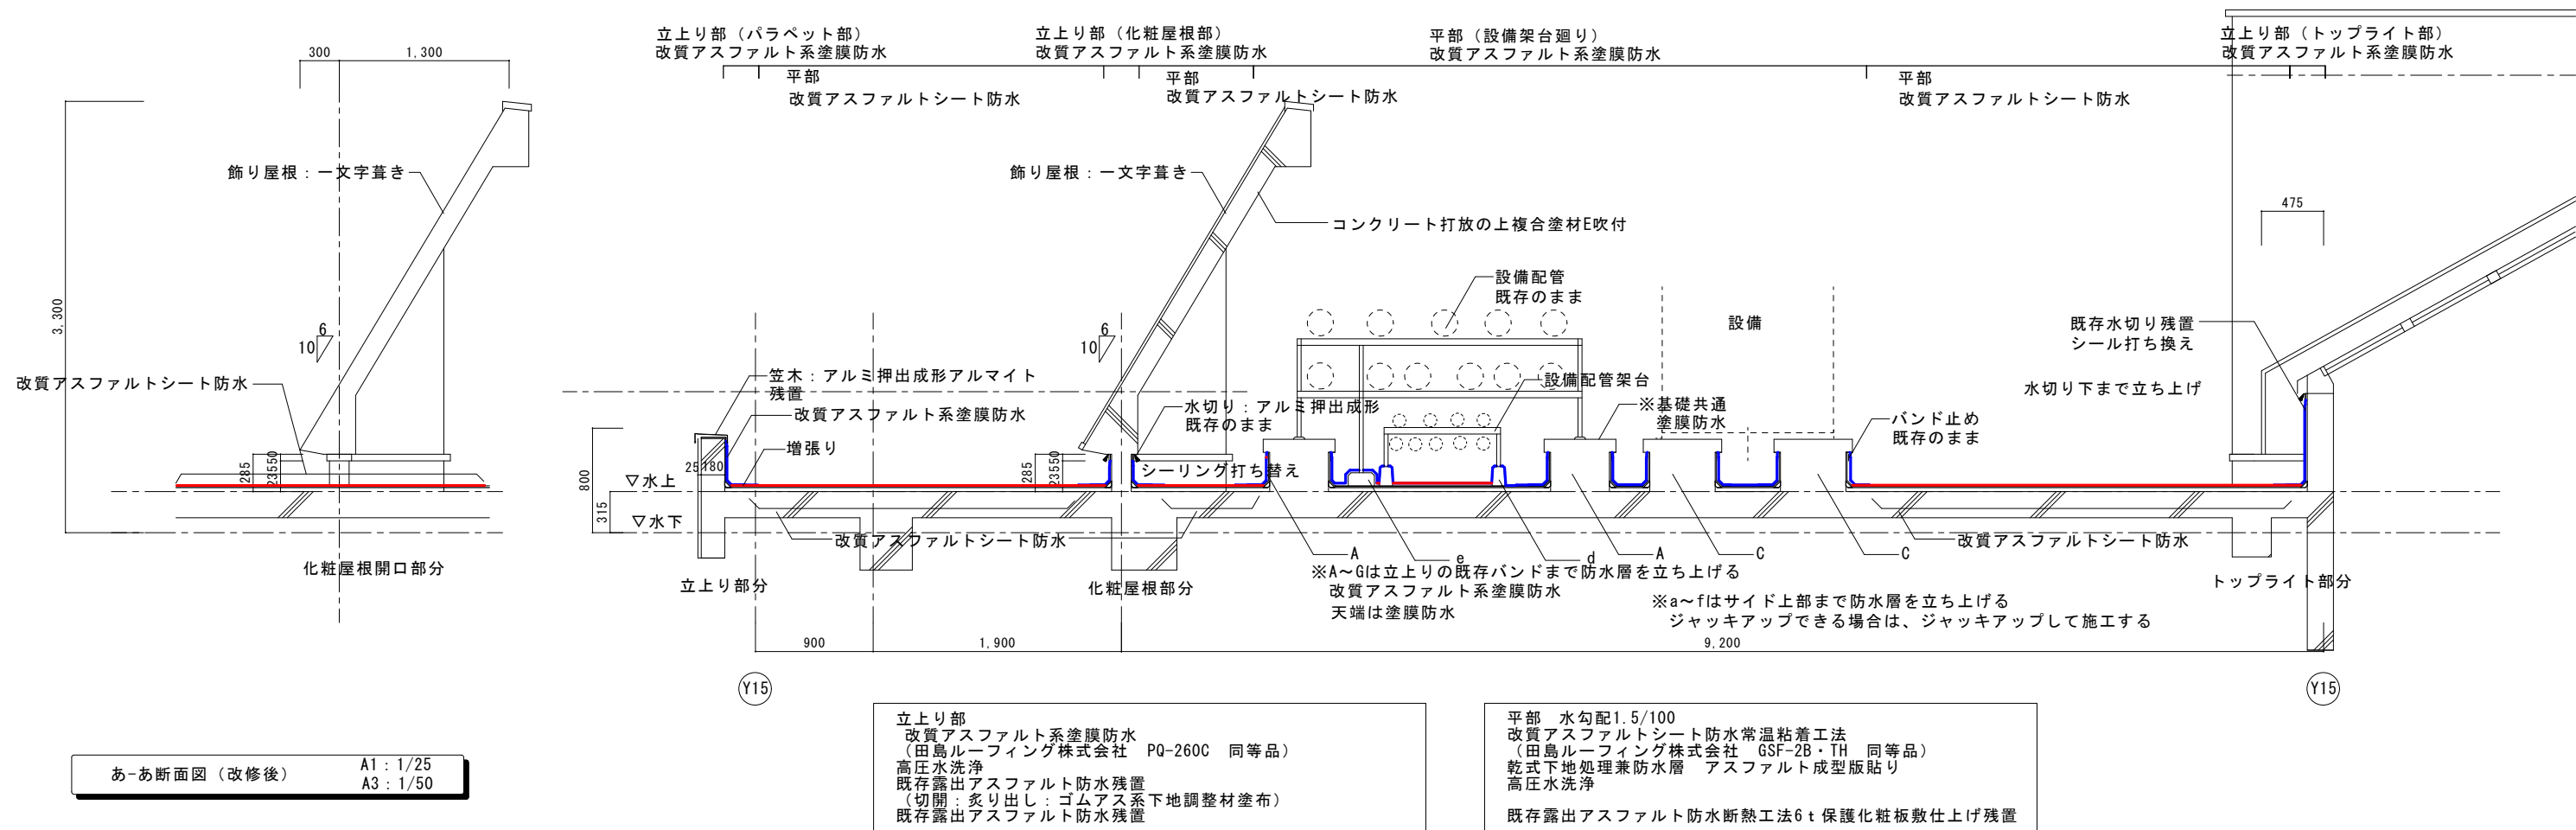 300
1,300
3,300
飾り屋根：一文字葺き
6
10
改質アスファルトシート防水
285
23550
化粧屋根開口部分
あ-あ断面図（改修後）
A1：1/25
A3：1/50
立上り部（パラペット部）
改質アスファルト系塗膜防水
平部
改質アスファルトシート防水
立上り部（化粧屋根部）
改質アスファルト系塗膜防水
平部
改質アスファルトシート防水
平部（設備架台廻り）
改質アスファルト系塗膜防水
平部
改質アスファルトシート防水
立上り部（トップライト部）
改質アスファルト系塗膜防水
飾り屋根：一文字葺き
コンクリート打放の上複合塗材E吹付
設備配管
既存のまま
設備
475
既存水切り残置
シール打ち換え
水切り下まで立ち上げ
6
10
笠木：アルミ押出成形アルマイト
残置
改質アスファルト系塗膜防水
増張り
水切り：アルミ押出成形
既存のまま
シーリング打ち替え
設備配管架台
※基礎共通
塗膜防水
バンド止め
既存のまま
800
315
25
180
285
23550
▽水上
▽水下
改質アスファルトシート防水
A
e
d
A
C
C
改質アスファルトシート防水
立上り部分
化粧屋根部分
トップライト部分
※A～Gは立上りの既存バンドまで防水層を立ち上げる
改質アスファルト系塗膜防水
天端は塗膜防水
※a～fはサイド上部まで防水層を立ち上げる
ジャッキアップできる場合は、ジャッキアップして施工する
900
1,900
9,200
Y15
Y15
立上り部
改質アスファルト系塗膜防水
（田島ルーフィング株式会社　PQ-260C　同等品）
高圧水洗浄
既存露出アスファルト防水残置
（切開：炙り出し：ゴムアス系下地調整材塗布）
既存露出アスファルト防水残置
平部　水勾配1.5/100
改質アスファルトシート防水常温粘着工法
（田島ルーフィング株式会社　GSF-2B・TH　同等品）
乾式下地処理兼防水層　アスファルト成型版貼り
高圧水洗浄
既存露出アスファルト防水断熱工法6ｔ保護化粧板敷仕上げ残置